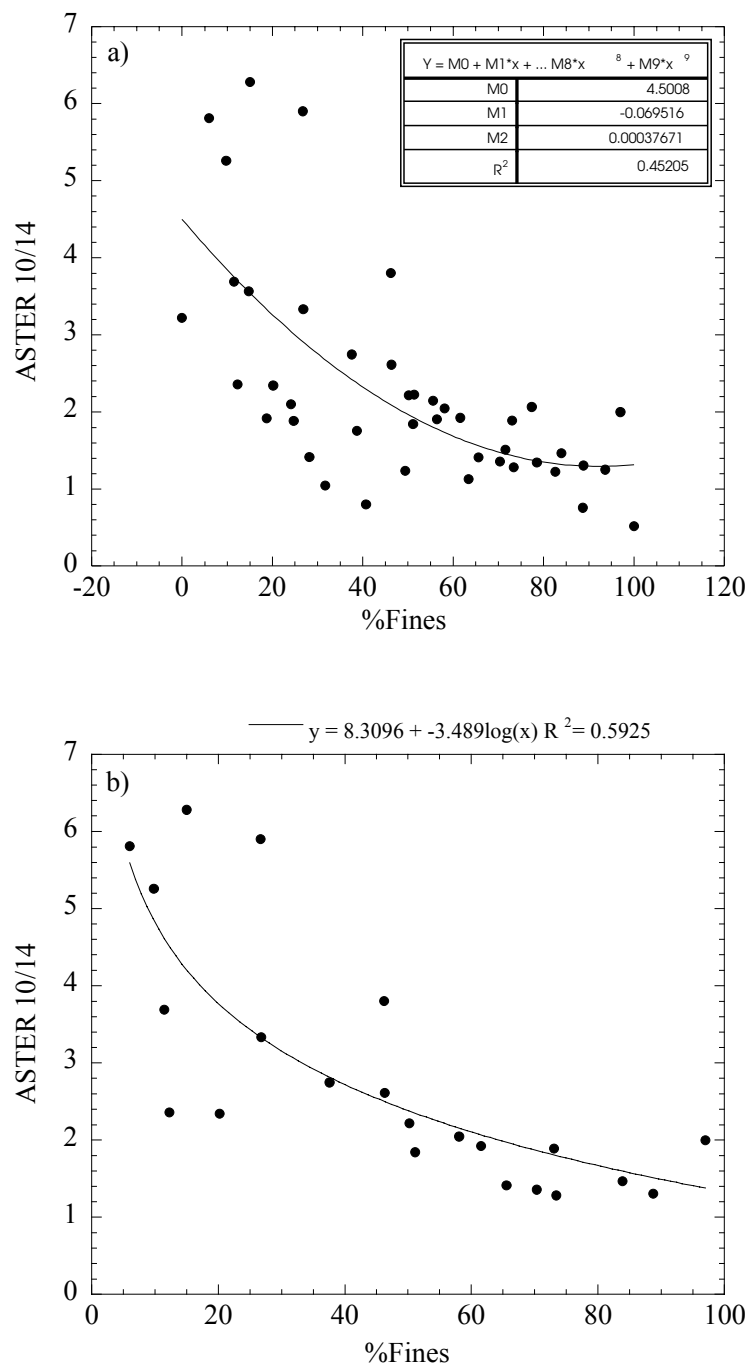 7
a)
Y = M0 + M1*x + ... M8*x 8 + M9*x 9
M0 4.5008
M1 -0.069516
M2 0.00037671
R2 0.45205
6
5
4
3
2
1
0
ASTER 10/14
-20 0 20 40 60 80 100 120
%Fines
y = 8.3096 + -3.489log(x) R 2= 0.5925
7
b)
6
5
4
3
2
1
0
ASTER 10/14
0 20 40 60 80 100
%Fines